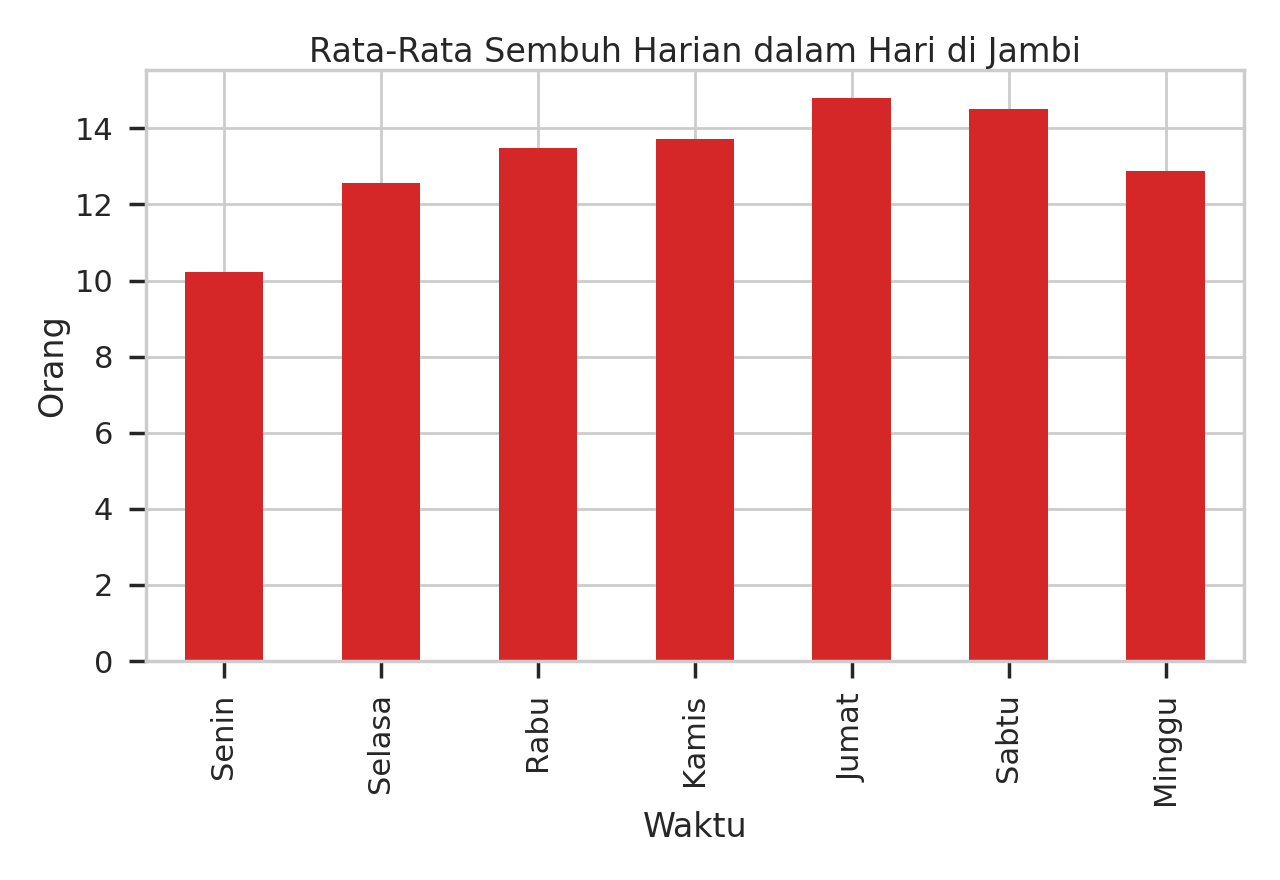 Rata-Rata Sembuh Harian dalam Hari di Jambi
Orang
14
12
10
8
6
4
2
0
Senin
Selasa
Rabu
Kamis
Jumat
Sabtu
Minggu
Waktu